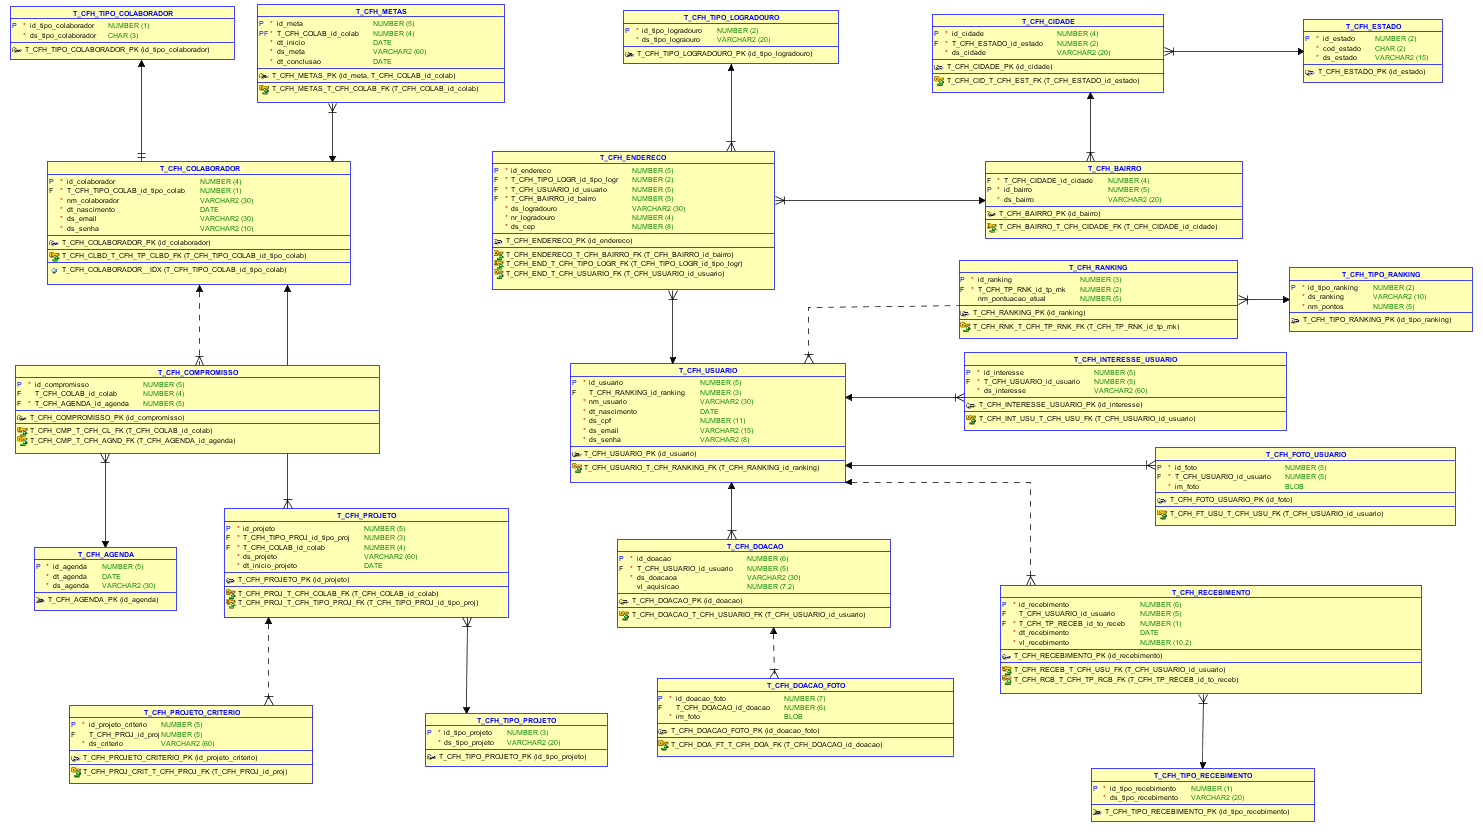 T_CFH_TIPO_COLABORADOR
P * id_tipo_colaborador NUMBER (1)
* ds_tipo_colaborador CHAR (3)
T_CFH_TIPO_COLABORADOR_PK (id_tipo_colaborador)
T_CFH_METAS
P * id_meta NUMBER (5)
PF * T_CFH_COLAB_id_colab NUMBER (4)
* dt_inicio DATE
* ds_meta VARCHAR2 (60)
* dt_conclusao DATE
T_CFH_METAS_PK (id_meta, T_CFH_COLAB_id_colab)
T_CFH_METAS_T_CFH_COLAB_FK (T_CFH_COLAB_id_colab)
T_CFH_TIPO_LOGRADOURO
P * id_tipo_logradouro NUMBER (2)
* ds_tipo_lograouro VARCHAR2 (20)
T_CFH_TIPO_LOGRADOURO_PK (id_tipo_logradouro)
T_CFH_CIDADE
P * id_cidade NUMBER (4)
F * T_CFH_ESTADO_id_estado NUMBER (2)
* ds_cidade VARCHAR2 (20)
T_CFH_CIDADE_PK (id_cidade)
T_CFH_CID_T_CFH_EST_FK (T_CFH_ESTADO_id_estado)
T_CFH_ESTADO
P * id_estado NUMBER (2)
* cod_estado CHAR (2)
* ds_estado VARCHAR2 (15)
T_CFH_ESTADO_PK (id_estado)
T_CFH_COLABORADOR
P * id_colaborador NUMBER (4)
F * T_CFH_TIPO_COLAB_id_tipo_colab NUMBER (1)
* nm_colaborador VARCHAR2 (30)
* dt_nascimento DATE
* ds_email VARCHAR2 (30)
* ds_senha VARCHAR2 (10)
T_CFH_COLABORADOR_PK (id_colaborador)
T_CFH_CLBD_T_CFH_TP_CLBD_FK (T_CFH_TIPO_COLAB_id_tipo_colab)
T_CFH_COLABORADOR__IDX (T_CFH_TIPO_COLAB_id_tipo_colab)
T_CFH_ENDERECO
P * id_endereco NUMBER (5)
F * T_CFH_TIPO_LOGR_id_tipo_logr NUMBER (2)
F * T_CFH_USUARIO_id_usuario NUMBER (5)
F * T_CFH_BAIRRO_id_bairro NUMBER (5)
* ds_logradouro VARCHAR2 (30)
* nr_logradouro NUMBER (4)
* ds_cep NUMBER (8)
T_CFH_ENDERECO_PK (id_endereco)
T_CFH_ENDERECO_T_CFH_BAIRRO_FK (T_CFH_BAIRRO_id_bairro)
T_CFH_END_T_CFH_TIPO_LOGR_FK (T_CFH_TIPO_LOGR_id_tipo_logr)
T_CFH_END_T_CFH_USUARIO_FK (T_CFH_USUARIO_id_usuario)
T_CFH_BAIRRO
F * T_CFH_CIDADE_id_cidade NUMBER (4)
P * id_bairro NUMBER (5)
* ds_bairro VARCHAR2 (20)
T_CFH_BAIRRO_PK (id_bairro)
T_CFH_BAIRRO_T_CFH_CIDADE_FK (T_CFH_CIDADE_id_cidade)
T_CFH_RANKING
P * id_ranking NUMBER (3)
F * T_CFH_TP_RNK_id_tp_rnk NUMBER (2)
nm_pontuacao_atual NUMBER (5)
T_CFH_RANKING_PK (id_ranking)
T_CFH_RNK_T_CFH_TP_RNK_FK (T_CFH_TP_RNK_id_tp_rnk)
T_CFH_TIPO_RANKING
P * id_tipo_ranking NUMBER (2)
* ds_ranking VARCHAR2 (10)
* nm_pontos NUMBER (5)
T_CFH_TIPO_RANKING_PK (id_tipo_ranking)
T_CFH_COMPROMISSO
P * id_compromisso NUMBER (5)
F T_CFH_COLAB_id_colab NUMBER (4)
F * T_CFH_AGENDA_id_agenda NUMBER (5)
T_CFH_COMPROMISSO_PK (id_compromisso)
T_CFH_CMP_T_CFH_CL_FK (T_CFH_COLAB_id_colab)
T_CFH_CMP_T_CFH_AGND_FK (T_CFH_AGENDA_id_agenda)
T_CFH_USUARIO
P * id_usuario NUMBER (5)
F T_CFH_RANKING_id_ranking NUMBER (3)
* nm_usuario VARCHAR2 (30)
* dt_nascimento DATE
* ds_cpf NUMBER (11)
* ds_email VARCHAR2 (15)
* ds_senha VARCHAR2 (8)
T_CFH_USUARIO_PK (id_usuario)
T_CFH_USUARIO_T_CFH_RANKING_FK (T_CFH_RANKING_id_ranking)
T_CFH_INTERESSE_USUARIO
P * id_interesse NUMBER (5)
F * T_CFH_USUARIO_id_usuario NUMBER (5)
* ds_interesse VARCHAR2 (60)
T_CFH_INTERESSE_USUARIO_PK (id_interesse)
T_CFH_INT_USU_T_CFH_USU_FK (T_CFH_USUARIO_id_usuario)
T_CFH_FOTO_USUARIO
P * id_foto NUMBER (5)
F * T_CFH_USUARIO_id_usuario NUMBER (5)
* im_foto BLOB
T_CFH_FOTO_USUARIO_PK (id_foto)
T_CFH_FT_USU_T_CFH_USU_FK (T_CFH_USUARIO_id_usuario)
T_CFH_AGENDA
P * id_agenda NUMBER (5)
* dt_agenda DATE
* ds_agenda VARCHAR2 (30)
T_CFH_AGENDA_PK (id_agenda)
T_CFH_PROJETO
P * id_projeto NUMBER (5)
F * T_CFH_TIPO_PROJ_id_tipo_proj NUMBER (3)
F * T_CFH_COLAB_id_colab NUMBER (4)
* ds_projeto VARCHAR2 (60)
* dt_inicio_projeto DATE
T_CFH_PROJETO_PK (id_projeto)
T_CFH_PROJ_T_CFH_COLAB_FK (T_CFH_COLAB_id_colab)
T_CFH_PROJ_T_CFH_TIPO_PROJ_FK (T_CFH_TIPO_PROJ_id_tipo_proj)
T_CFH_DOACAO
P * id_doacao NUMBER (6)
F * T_CFH_USUARIO_id_usuario NUMBER (5)
* ds_doacaoa VARCHAR2 (30)
vl_aquisicao NUMBER (7,2)
T_CFH_DOACAO_PK (id_doacao)
T_CFH_DOACAO_T_CFH_USUARIO_FK (T_CFH_USUARIO_id_usuario)
T_CFH_RECEBIMENTO
P * id_recebimento NUMBER (6)
F T_CFH_USUARIO_id_usuario NUMBER (5)
F * T_CFH_TP_RECEB_id_to_receb NUMBER (1)
* dt_recebimento DATE
* vl_recebimento NUMBER (10,2)
T_CFH_RECEBIMENTO_PK (id_recebimento)
T_CFH_RECEB_T_CFH_USU_FK (T_CFH_USUARIO_id_usuario)
T_CFH_RCB_T_CFH_TP_RCB_FK (T_CFH_TP_RECEB_id_to_receb)
T_CFH_PROJETO_CRITERIO
P * id_projeto_criterio NUMBER (5)
F T_CFH_PROJ_id_proj NUMBER (5)
* ds_criterio VARCHAR2 (60)
T_CFH_PROJETO_CRITERIO_PK (id_projeto_criterio)
T_CFH_PROJ_CRIT_T_CFH_PROJ_FK (T_CFH_PROJ_id_proj)
T_CFH_TIPO_PROJETO
P * id_tipo_projeto NUMBER (3)
* ds_tipo_projeto VARCHAR2 (20)
T_CFH_TIPO_PROJETO_PK (id_tipo_projeto)
T_CFH_DOACAO_FOTO
P * id_doacao_foto NUMBER (7)
F T_CFH_DOACAO_id_doacao NUMBER (6)
* im_foto BLOB
T_CFH_DOACAO_FOTO_PK (id_doacao_foto)
T_CFH_DOA_FT_T_CFH_DOA_FK (T_CFH_DOACAO_id_doacao)
T_CFH_TIPO_RECEBIMENTO
P * id_tipo_recebimento NUMBER (1)
* ds_tipo_recebimento VARCHAR2 (20)
T_CFH_TIPO_RECEBIMENTO_PK (id_tipo_recebimento)